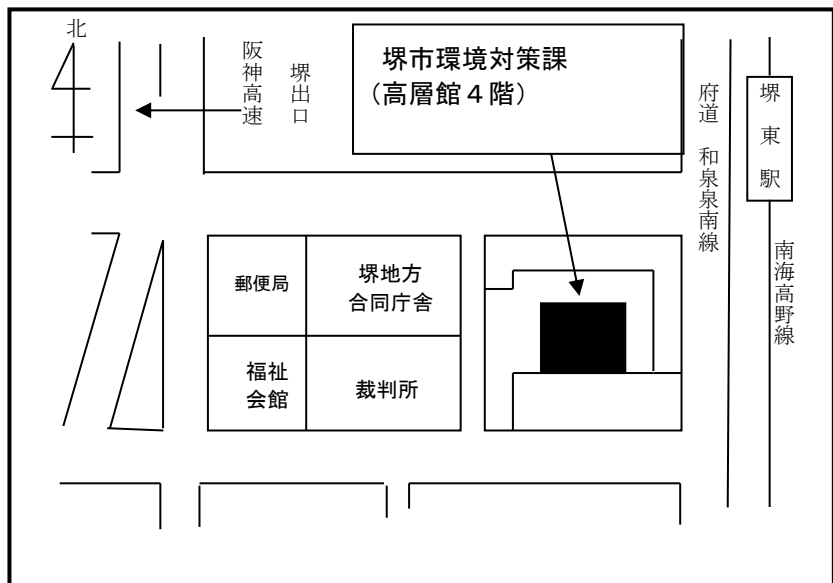 北
阪神高速
堺出口
堺市環境対策課
（高層館４階）
府道 和泉泉南線
堺東駅
南海高野線
郵便局
堺地方
合同庁舎
福祉
会館
裁判所